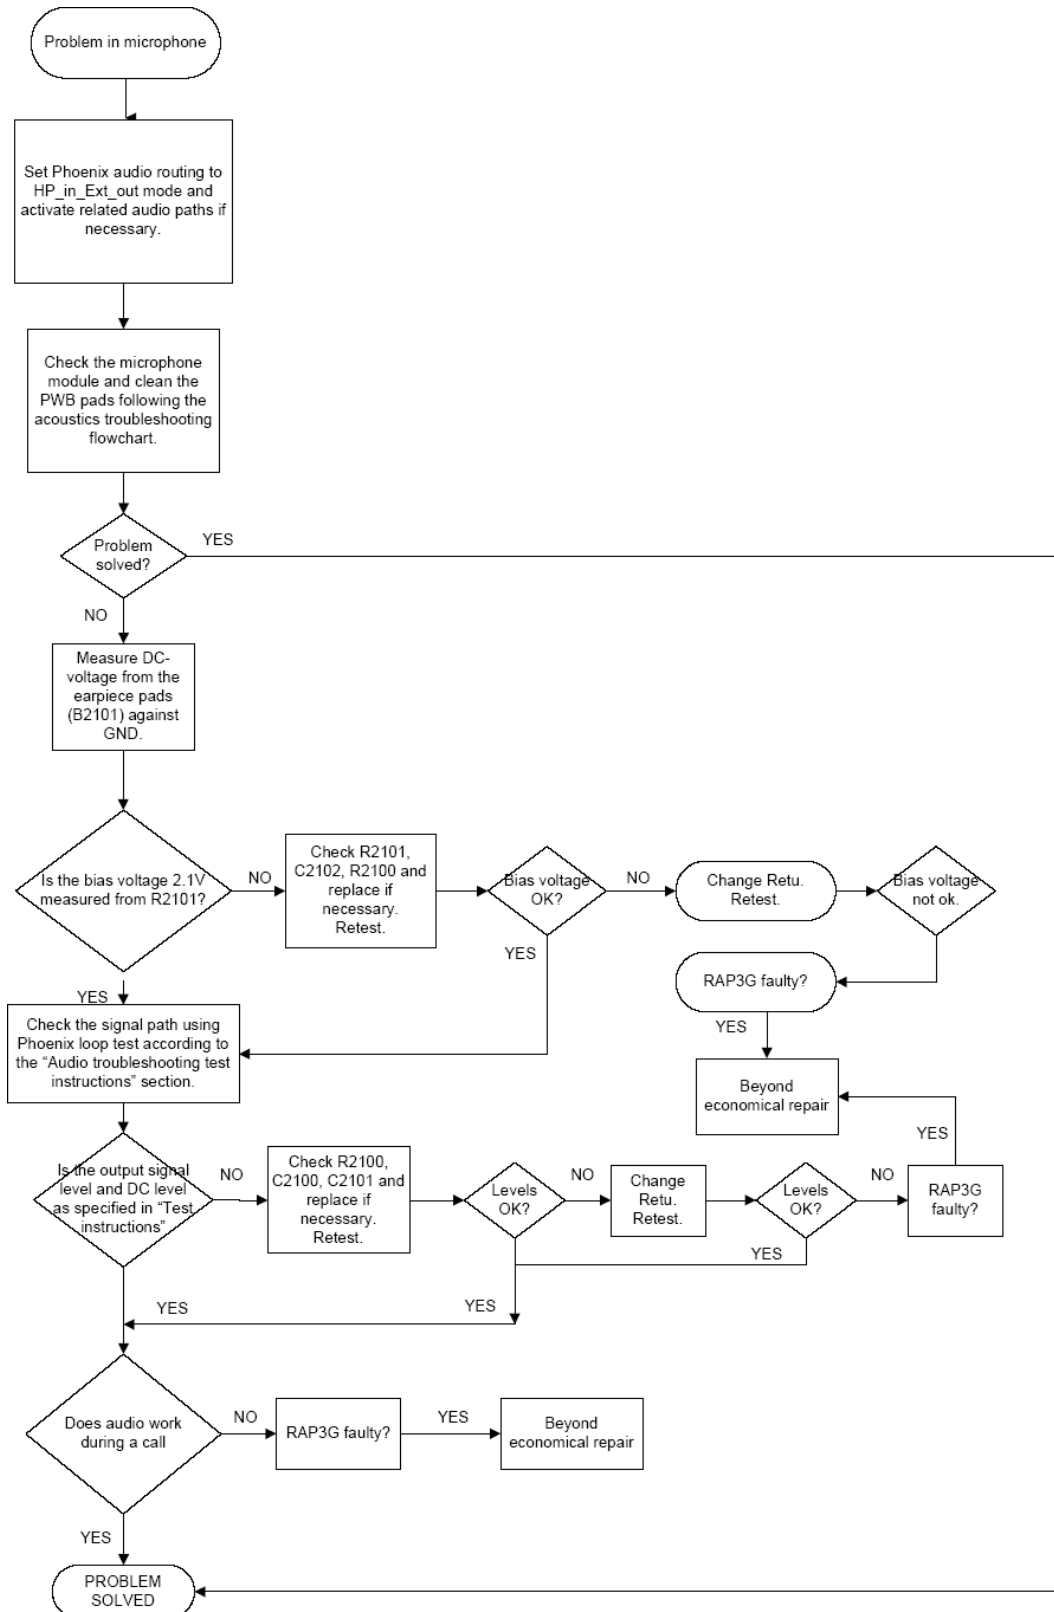 Problem in microphone
Set Phoenix audio routing to
HP_in_Ext_out mode and
activate related audio paths if
necessary.
Check the microphone
module and clean the
PWB pads following the
acoustics troubleshooting
flowchart.
Problem
solved?
YES
NO
Measure DC-
voltage from the
earpiece pads
(B2101) against
GND.
Is the bias voltage 2.1V
measured from R2101?
NO
Check R2101,
C2102, R2100 and
replace if
necessary.
Retest.
Bias voltage
OK?
NO
Change Retu.
Retest.
Bias voltage
not ok.
YES
RAP3G faulty?
YES
YES
Check the signal path using
Phoenix loop test according to
the “Audio troubleshooting test
instructions” section.
Beyond
economical repair
YES
Is the output signal
level and DC level
as specified in “Test
instructions”
NO
Check R2100,
C2100, C2101 and
replace if
necessary.
Retest.
Levels
OK?
NO
Change
Retu.
Retest.
Levels
OK?
NO
RAP3G
faulty?
YES
YES
YES
Does audio work
during a call
NO
RAP3G faulty?
YES
Beyond
economical repair
YES
PROBLEM
SOLVED